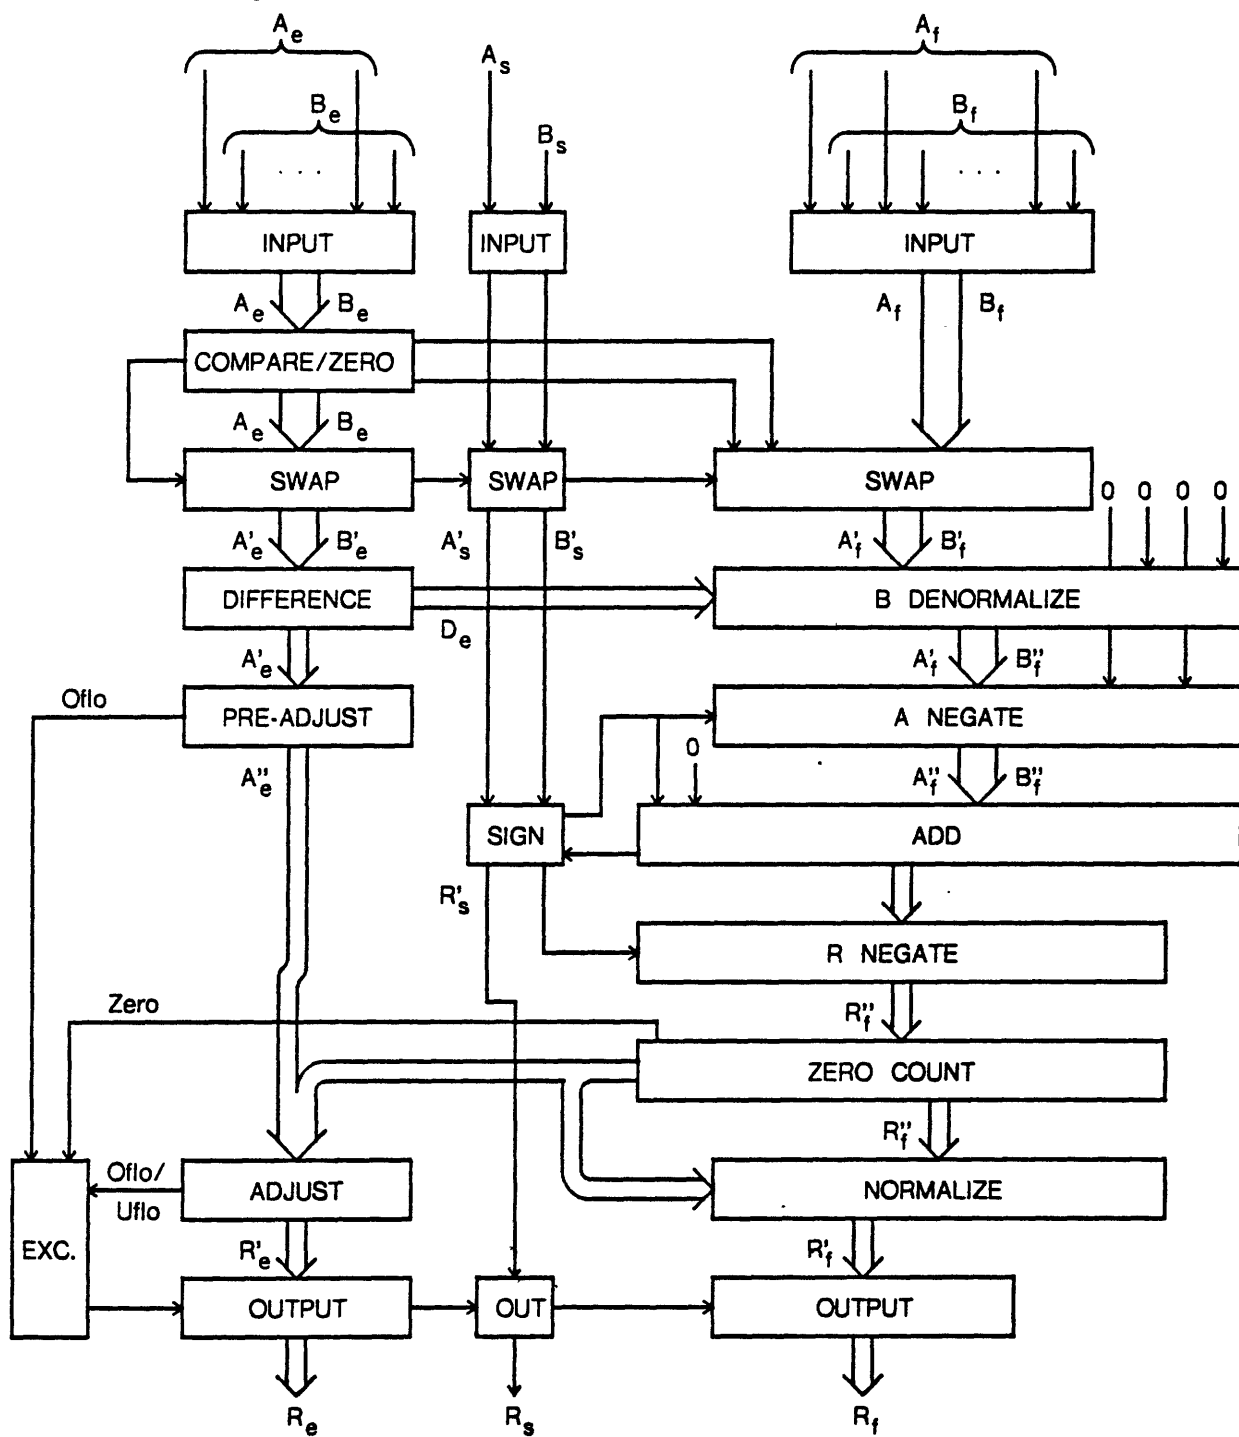 A_e A_s A_f
B_e B_s B_f
. . . . . .
INPUT INPUT INPUT
A_e B_e A_f B_f
COMPARE/ZERO
A_e B_e
SWAP SWAP SWAP 0 0 0 0
A'_e B'_e A'_s B'_s A'_f B'_f
DIFFERENCE B DENORMALIZE
D_e
A'_e A'_f B''_f
Oflo PRE-ADJUST A NEGATE
0
A''_e A''_f B''_f
SIGN ADD
R'_s
R NEGATE
Zero R''_f
ZERO COUNT
R''_f
Oflo/
Uflo
ADJUST NORMALIZE
EXC. R'_e R'_f
OUTPUT OUT OUTPUT
R_e R_s R_f